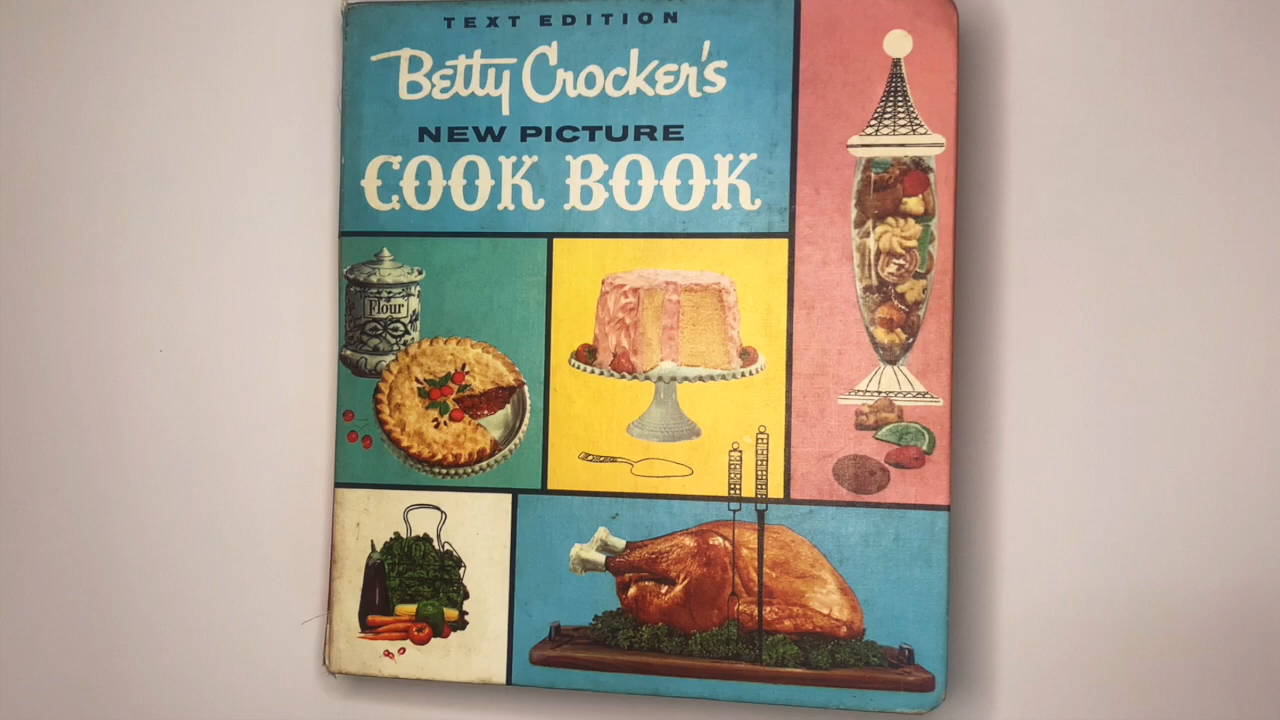 TEXT EDITION
Betty Crocker's
NEW PICTURE
COOK BOOK
Flour